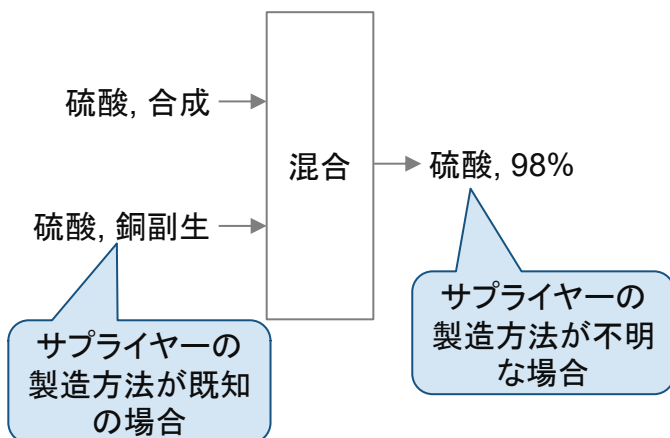 硫酸, 合成
混合
硫酸, 98%
硫酸, 銅副生
サプライヤーの
製造方法が既知
の場合
サプライヤーの
製造方法が不明
な場合